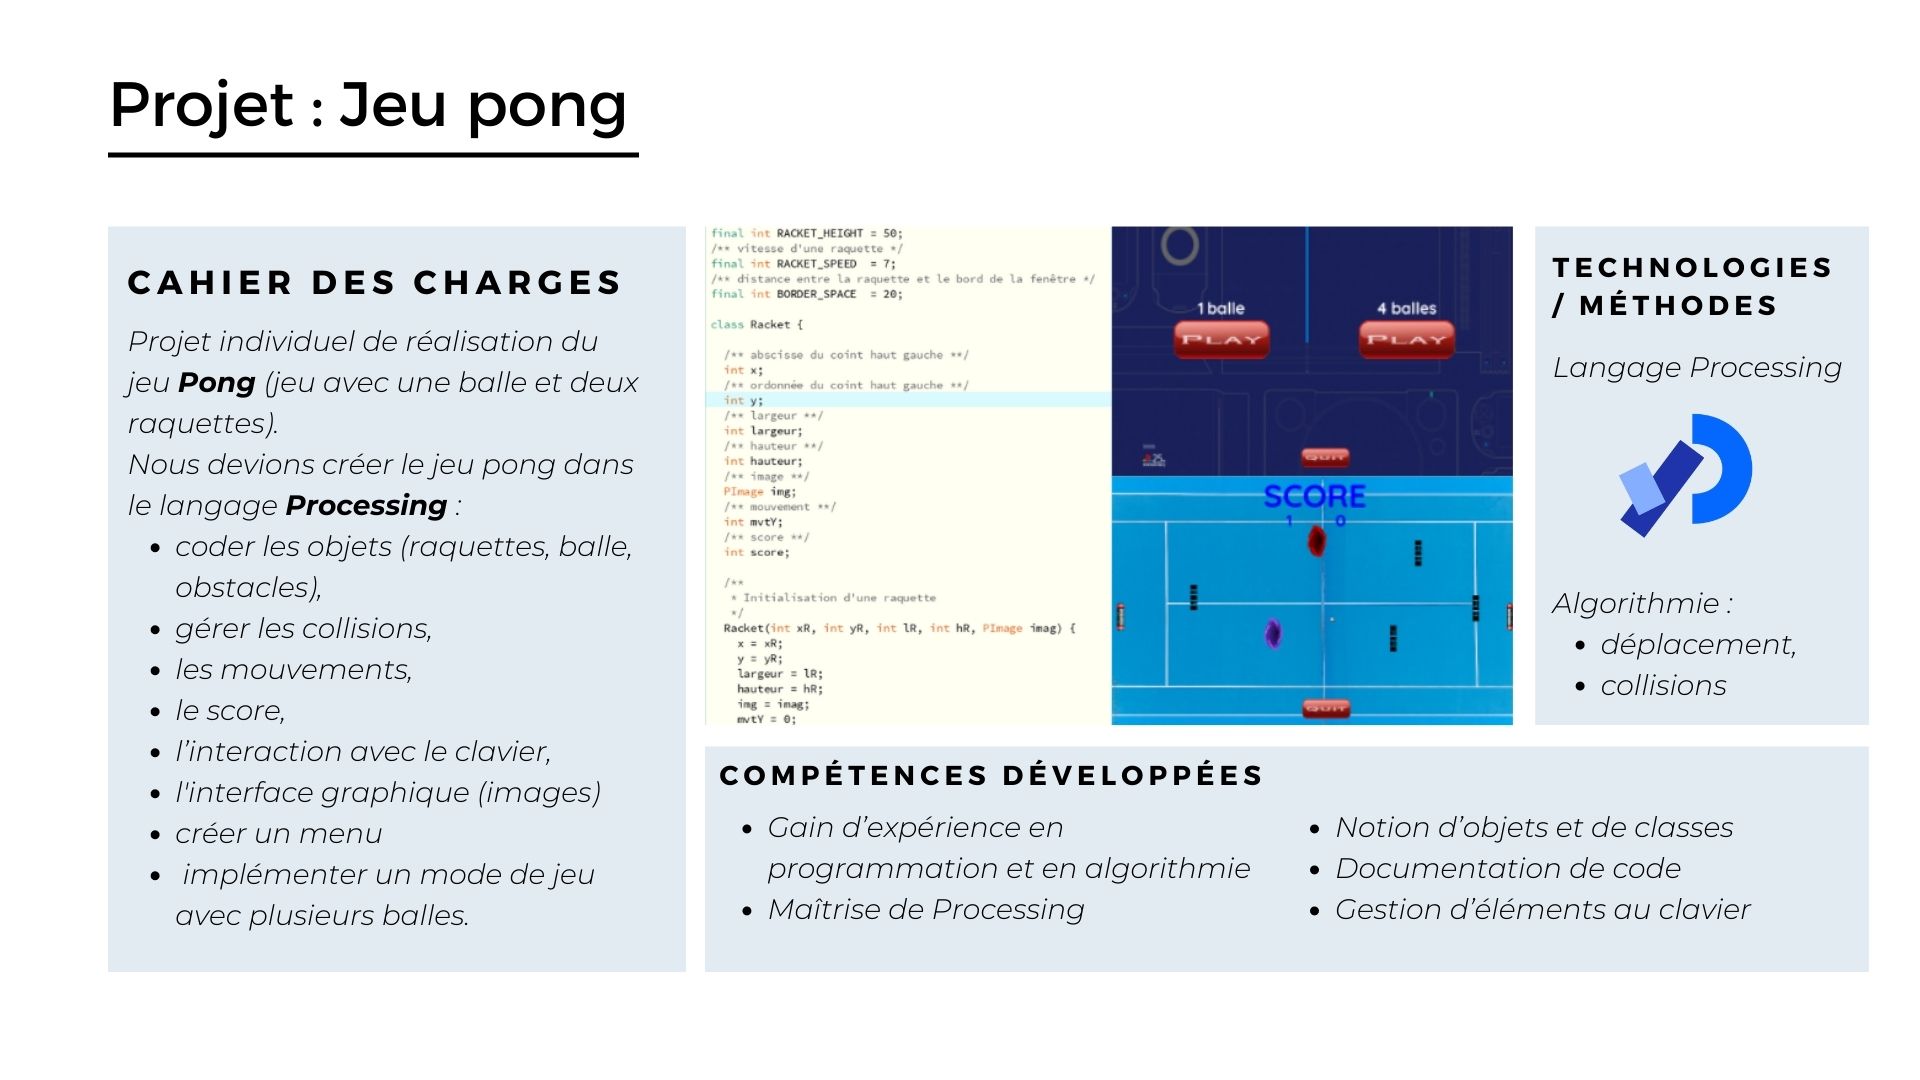 Projet : Jeu pong
CAHIER DES CHARGES
Projet individuel de réalisation du
jeu Pong (jeu avec une balle et deux
raquettes).
Nous devions créer le jeu pong dans
le langage Processing :
• coder les objets (raquettes, balle,
obstacles),
• gérer les collisions,
• les mouvements,
• le score,
• l’interaction avec le clavier,
• l'interface graphique (images)
• créer un menu
• implémenter un mode de jeu
avec plusieurs balles.
final int RACKET_HEIGHT = 50;
/** vitesse d'une raquette */
final int RACKET_SPEED = 7;
/** distance entre la raquette et le bord de la fenêtre */
final int BORDER_SPACE = 20;
class Racket {
/** abscisse du coint haut gauche **/
int x;
/** ordonnée du coint haut gauche **/
int y;
/** largeur **/
int largeur;
/** hauteur **/
int hauteur;
/** image **/
PImage img;
/** mouvement **/
int mvtY;
/** score **/
int score;
/**
* Initialisation d'une raquette
*/
Racket(int xR, int yR, int lR, int hR, PImage imag) {
x = xR;
y = yR;
largeur = lR;
hauteur = hR;
img = imag;
mvtY = 0;
1 balle
4 balles
PLAY
PLAY
25
QUIT
SCORE
1 0
QUIT
TECHNOLOGIES
/ MÉTHODES
Langage Processing
Algorithmie :
• déplacement,
• collisions
COMPÉTENCES DÉVELOPPÉES
• Gain d’expérience en
programmation et en algorithmie
• Maîtrise de Processing
• Notion d’objets et de classes
• Documentation de code
• Gestion d’éléments au clavier